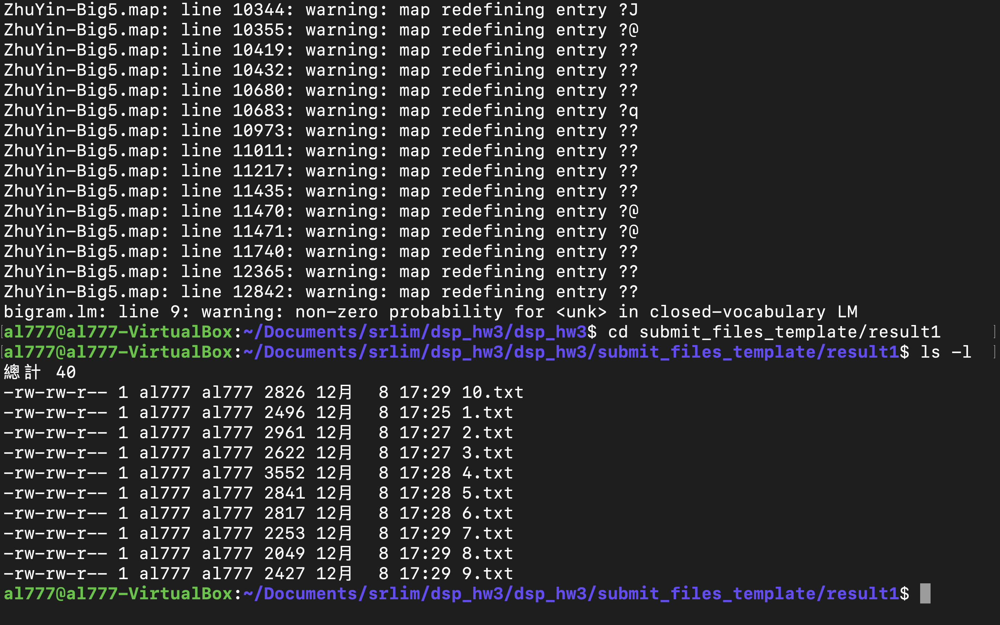 ZhuYin-Big5.map: line 10344: warning: map redefining entry ?J
ZhuYin-Big5.map: line 10355: warning: map redefining entry ?@
ZhuYin-Big5.map: line 10419: warning: map redefining entry ??
ZhuYin-Big5.map: line 10432: warning: map redefining entry ??
ZhuYin-Big5.map: line 10680: warning: map redefining entry ??
ZhuYin-Big5.map: line 10683: warning: map redefining entry ?q
ZhuYin-Big5.map: line 10973: warning: map redefining entry ??
ZhuYin-Big5.map: line 11011: warning: map redefining entry ??
ZhuYin-Big5.map: line 11217: warning: map redefining entry ??
ZhuYin-Big5.map: line 11435: warning: map redefining entry ??
ZhuYin-Big5.map: line 11470: warning: map redefining entry ?@
ZhuYin-Big5.map: line 11471: warning: map redefining entry ?@
ZhuYin-Big5.map: line 11740: warning: map redefining entry ??
ZhuYin-Big5.map: line 12365: warning: map redefining entry ??
ZhuYin-Big5.map: line 12842: warning: map redefining entry ??
bigram.lm: line 9: warning: non-zero probability for <unk> in closed-vocabulary LM
[al777@al777-VirtualBox:~/Documents/srlim/dsp_hw3/dsp_hw3$ cd submit_files_template/result1 ]
[al777@al777-VirtualBox:~/Documents/srlim/dsp_hw3/dsp_hw3/submit_files_template/result1$ ls -l ]
總計 40
-rw-rw-r-- 1 al777 al777 2826 12月  8 17:29 10.txt
-rw-rw-r-- 1 al777 al777 2496 12月  8 17:25 1.txt
-rw-rw-r-- 1 al777 al777 2961 12月  8 17:27 2.txt
-rw-rw-r-- 1 al777 al777 2622 12月  8 17:27 3.txt
-rw-rw-r-- 1 al777 al777 3552 12月  8 17:28 4.txt
-rw-rw-r-- 1 al777 al777 2841 12月  8 17:28 5.txt
-rw-rw-r-- 1 al777 al777 2817 12月  8 17:28 6.txt
-rw-rw-r-- 1 al777 al777 2253 12月  8 17:29 7.txt
-rw-rw-r-- 1 al777 al777 2049 12月  8 17:29 8.txt
-rw-rw-r-- 1 al777 al777 2427 12月  8 17:29 9.txt
al777@al777-VirtualBox:~/Documents/srlim/dsp_hw3/dsp_hw3/submit_files_template/result1$